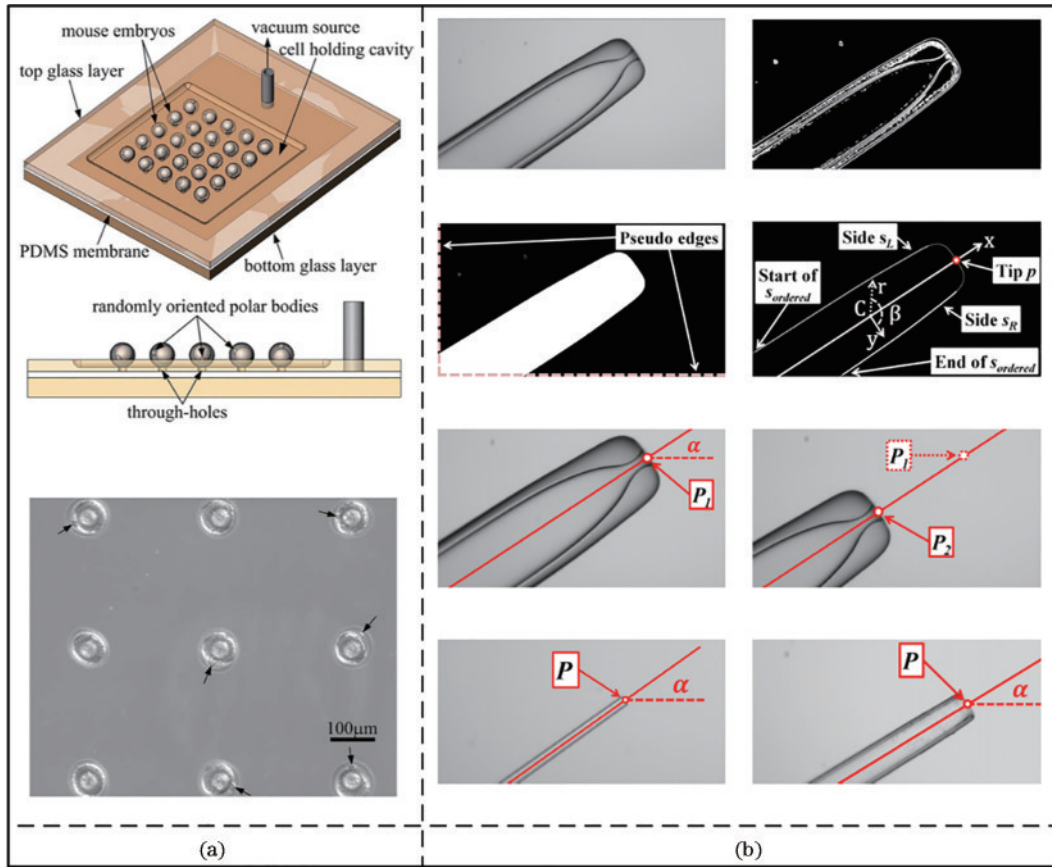 mouse embryos
vacuum source
cell holding cavity
top glass layer
PDMS membrane
bottom glass layer
randomly oriented polar bodies
through-holes
100μm
(a)
Pseudo edges
Side s_L
x
Tip p
Start of
s_ordered
r
C
β
y
Side s_R
End of s_ordered
α
P_1
P_1
P_2
P
α
P
α
(b)